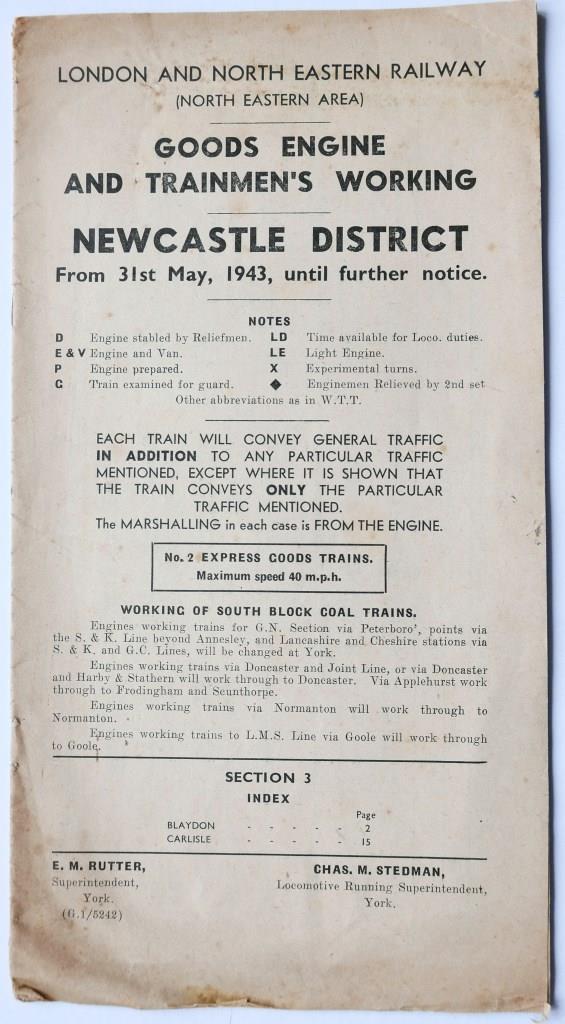 LONDON AND NORTH EASTERN RAILWAY
(NORTH EASTERN AREA)
GOODS ENGINE
AND TRAINMEN'S WORKING
NEWCASTLE DISTRICT
From 31st May, 1943, until further notice.
NOTES
D Engine stabled by Reliefmen. LD Time available for Loco. duties.
E & V Engine and Van. LE Light Engine.
P Engine prepared. X Experimental turns.
G Train examined for guard. ◆ Enginemen Relieved by 2nd set
Other abbreviations as in W.T.T.
EACH TRAIN WILL CONVEY GENERAL TRAFFIC
IN ADDITION TO ANY PARTICULAR TRAFFIC
MENTIONED, EXCEPT WHERE IT IS SHOWN THAT
THE TRAIN CONVEYS ONLY THE PARTICULAR
TRAFFIC MENTIONED.
The MARSHALLING in each case is FROM THE ENGINE.
No. 2 EXPRESS GOODS TRAINS.
Maximum speed 40 m.p.h.
WORKING OF SOUTH BLOCK COAL TRAINS.
Engines working trains for G.N. Section via Peterboro', points via
the S. & K. Line beyond Annesley, and Lancashire and Cheshire stations via
S. & K. and G.C. Lines, will be changed at York.
Engines working trains via Doncaster and Joint Line, or via Doncaster
and Harby & Stathern will work through to Doncaster. Via Applehurst work
through to Frodingham and Scunthorpe.
Engines working trains via Normanton will work through to
Normanton.
Engines working trains to L.M.S. Line via Goole will work through
to Goole.
SECTION 3
INDEX
Page
BLAYDON - - - - - 2
CARLISLE - - - - - 15
E. M. RUTTER, CHAS. M. STEDMAN,
Superintendent, Locomotive Running Superintendent,
York. York.
(G.1/5242)